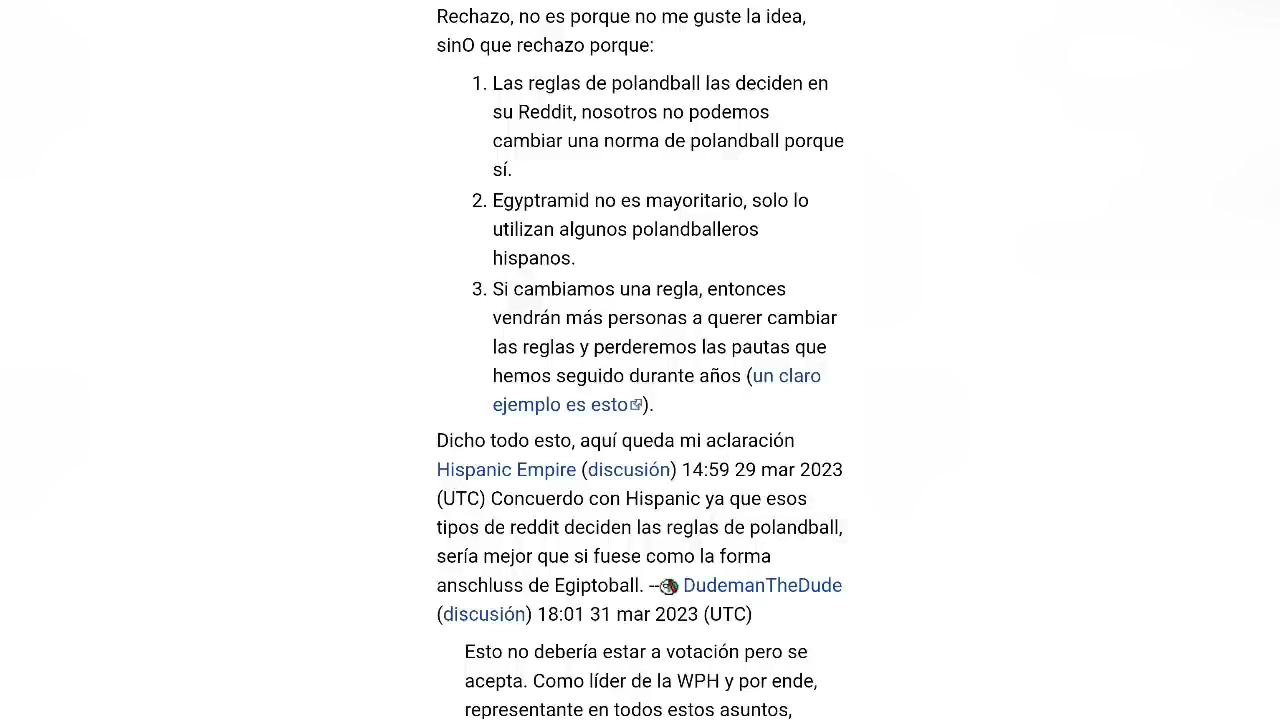 Rechazo, no es porque no me guste la idea,
sinO que rechazo porque:
1. Las reglas de polandball las deciden en
su Reddit, nosotros no podemos
cambiar una norma de polandball porque
sí.
2. Egyptramid no es mayoritario, solo lo
utilizan algunos polandballeros
hispanos.
3. Si cambiamos una regla, entonces
vendrán más personas a querer cambiar
las reglas y perderemos las pautas que
hemos seguido durante años (un claro
ejemplo es esto).
Dicho todo esto, aquí queda mi aclaración
Hispanic Empire (discusión) 14:59 29 mar 2023
(UTC) Concuerdo con Hispanic ya que esos
tipos de reddit deciden las reglas de polandball,
sería mejor que si fuese como la forma
anschluss de Egiptoball. -- DudemanTheDude
(discusión) 18:01 31 mar 2023 (UTC)
Esto no debería estar a votación pero se
acepta. Como líder de la WPH y por ende,
representante en todos estos asuntos,